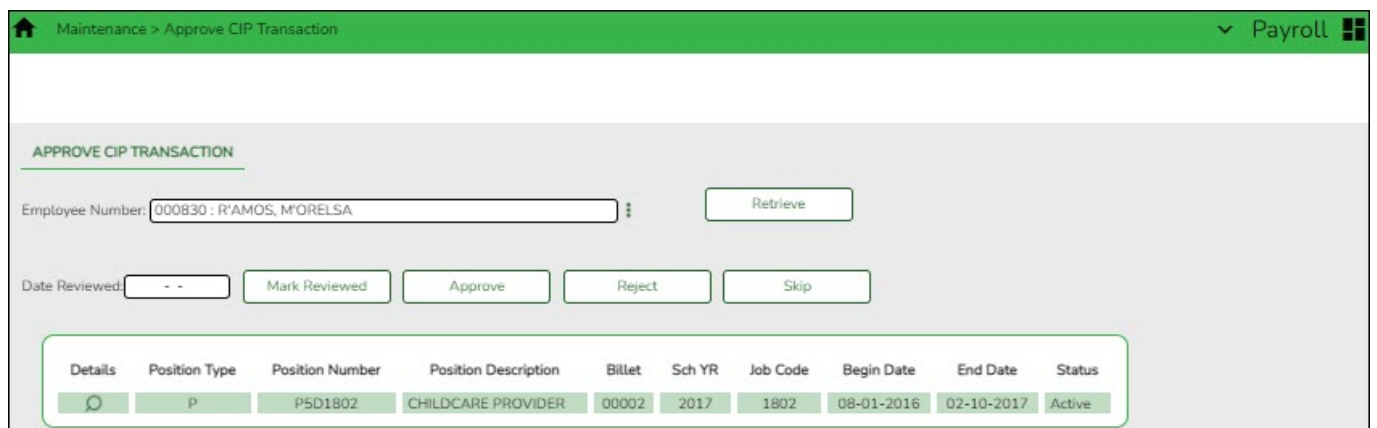 Maintenance > Approve CIP Transaction Payroll
APPROVE CIP TRANSACTION
Employee Number: 000830 : R'AMOS, M'ORELSA Retrieve
Date Reviewed: - - Mark Reviewed Approve Reject Skip
Details Position Type Position Number Position Description Billet Sch YR Job Code Begin Date End Date Status
P P5D1802 CHILDCARE PROVIDER 00002 2017 1802 08-01-2016 02-10-2017 Active